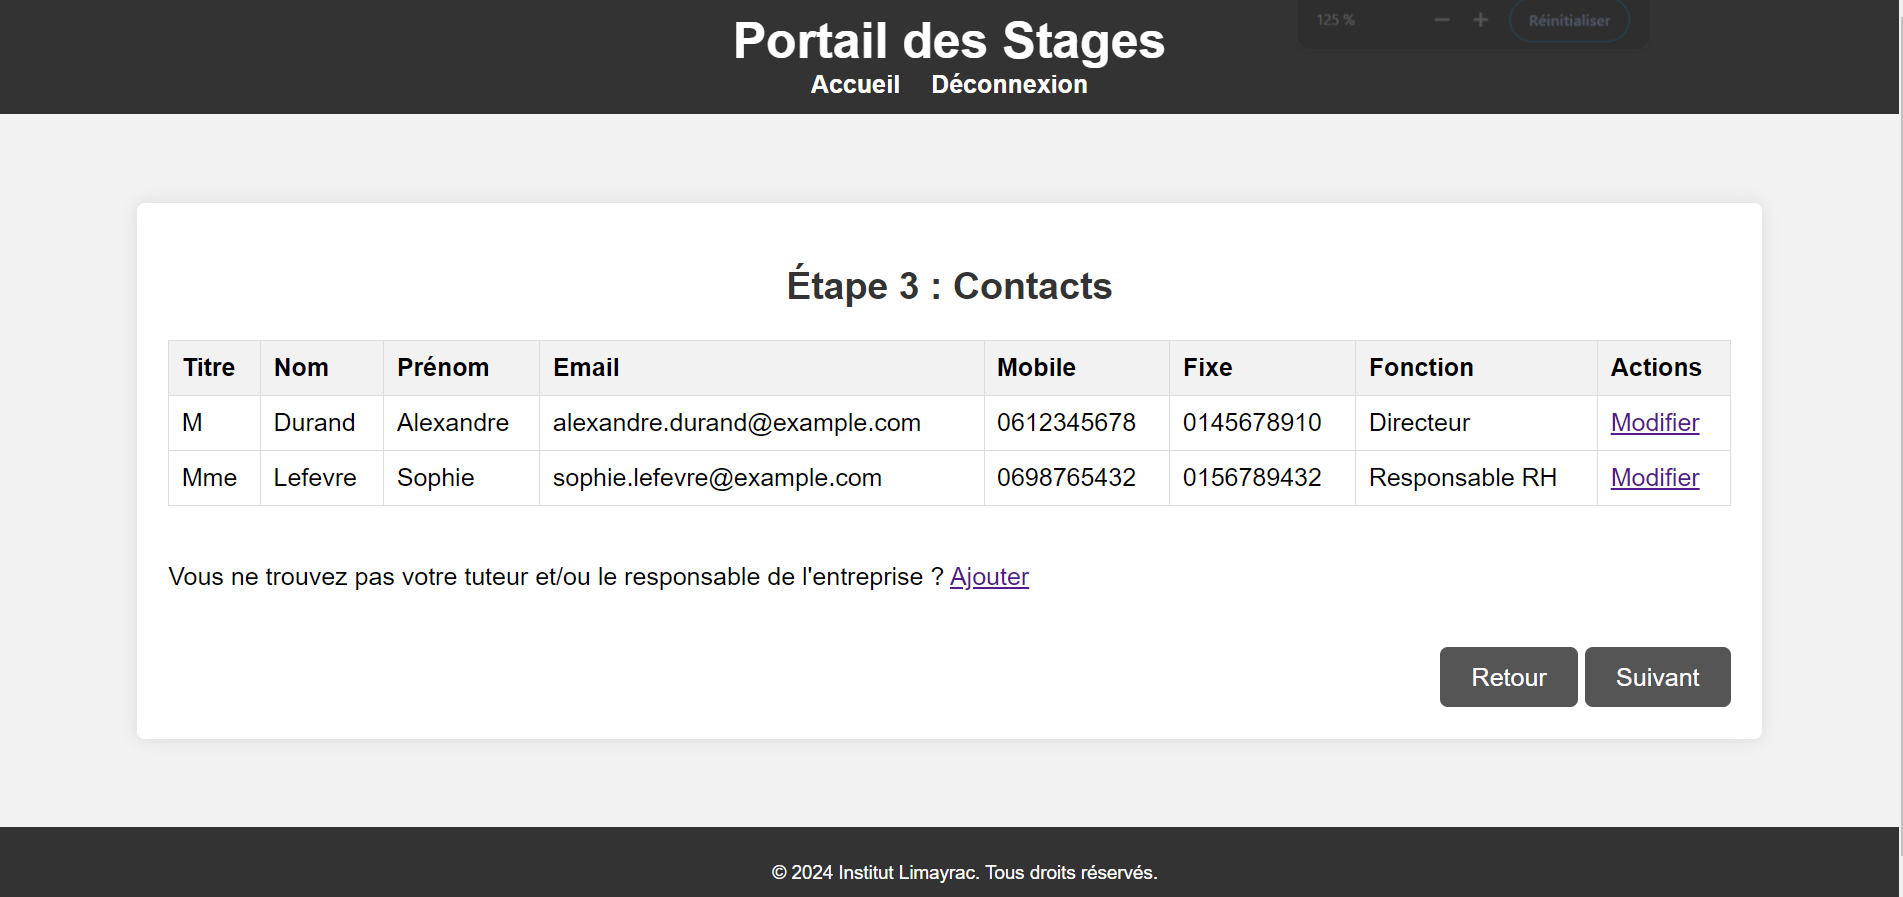 125 %
Réinitialiser
Portail des Stages
Accueil Déconnexion
Étape 3 : Contacts
Titre Nom Prénom Email Mobile Fixe Fonction Actions
M Durand Alexandre alexandre.durand@example.com 0612345678 0145678910 Directeur Modifier
Mme Lefevre Sophie sophie.lefevre@example.com 0698765432 0156789432 Responsable RH Modifier
Vous ne trouvez pas votre tuteur et/ou le responsable de l'entreprise ? Ajouter
Retour Suivant
© 2024 Institut Limayrac. Tous droits réservés.